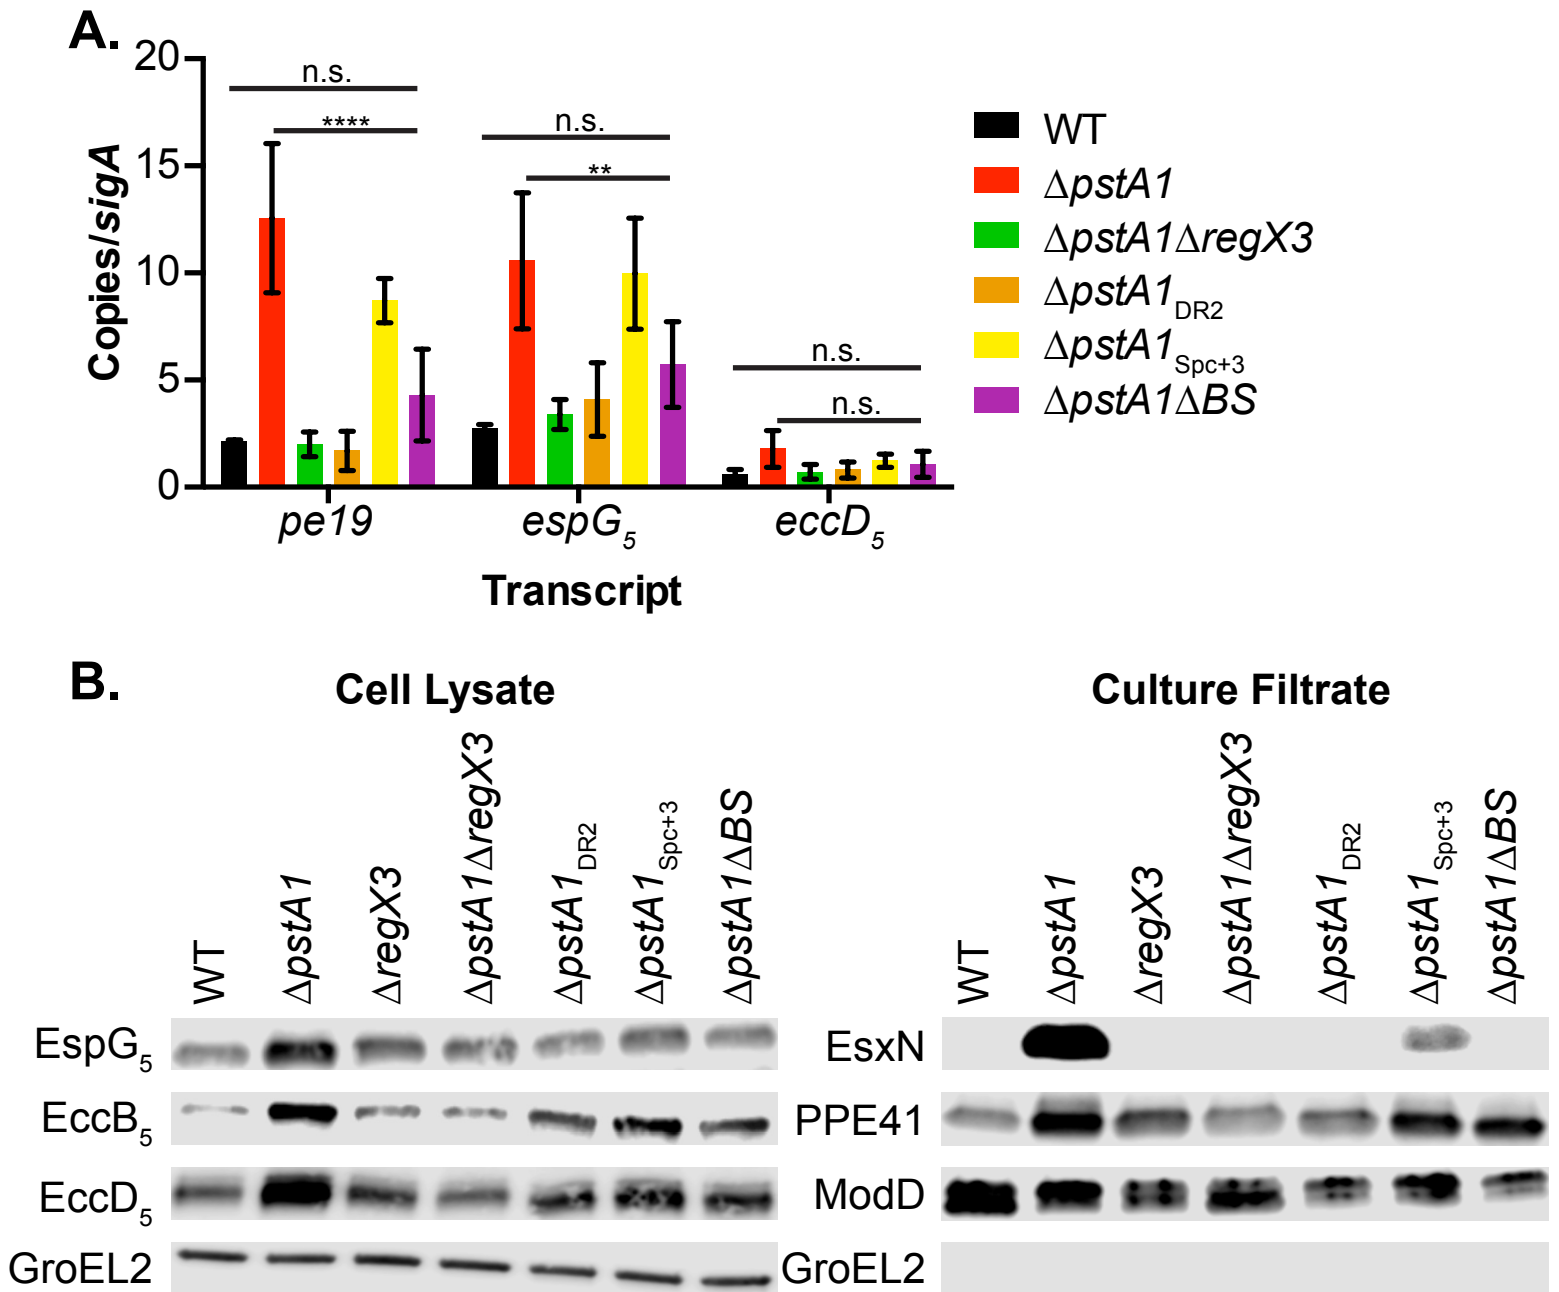 A.
20
15
10
5
0
Copies/sigA
n.s.
****
n.s.
**
n.s.
n.s.
pe19
espG5
eccD5
Transcript
WT
ΔpstA1
ΔpstA1ΔregX3
ΔpstA1DR2
ΔpstA1Spc+3
ΔpstA1ΔBS
B.
Cell Lysate
WT
ΔpstA1
ΔregX3
ΔpstA1ΔregX3
ΔpstA1DR2
ΔpstA1Spc+3
ΔpstA1ΔBS
EspG5
EccB5
EccD5
GroEL2
Culture Filtrate
WT
ΔpstA1
ΔregX3
ΔpstA1ΔregX3
ΔpstA1DR2
ΔpstA1Spc+3
ΔpstA1ΔBS
EsxN
PPE41
ModD
GroEL2